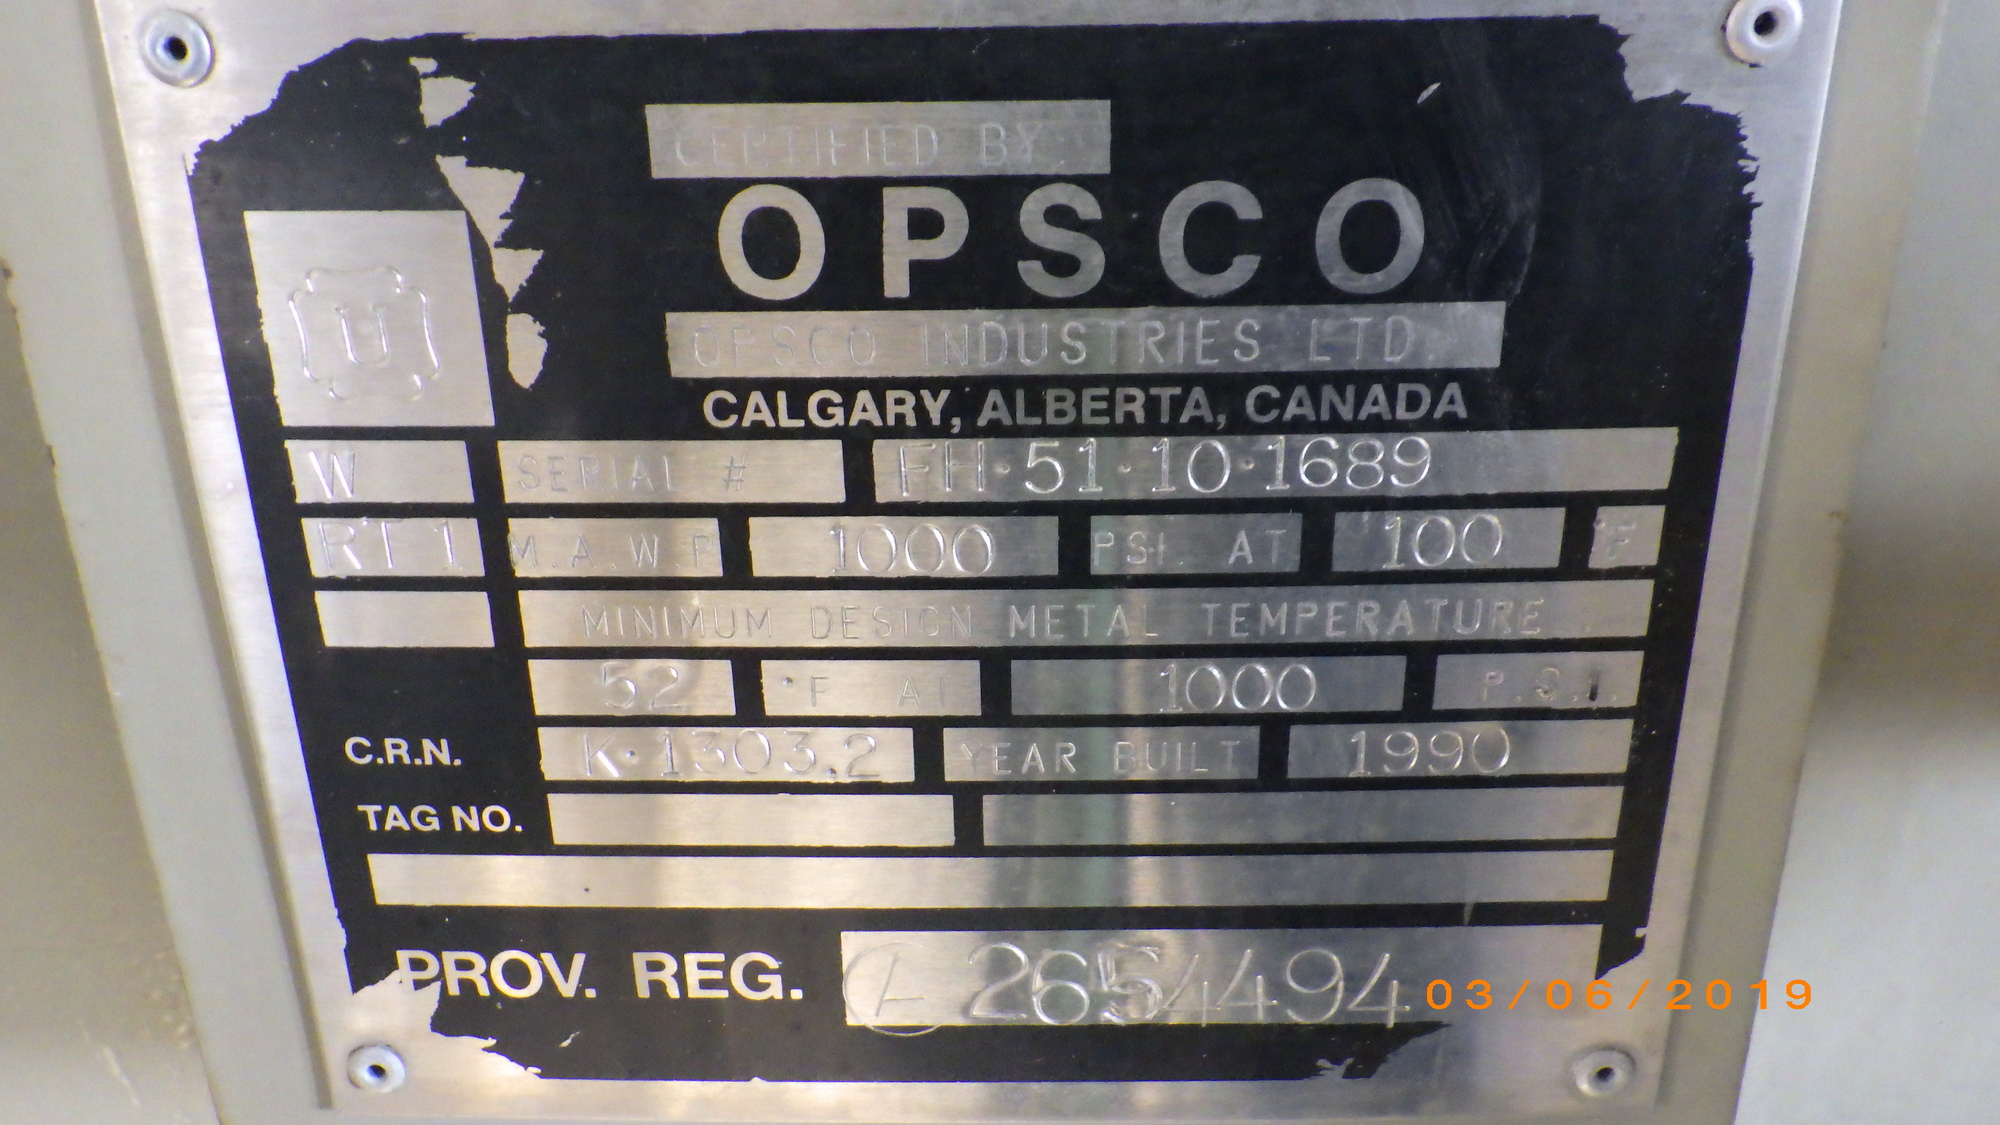 CERTIFIED BY
OPSCO
OPSCO INDUSTRIES LTD.
CALGARY, ALBERTA, CANADA
U
W SERIAL # FH·51·10·1689
RT 1 M.A.W.P. 1000 PSI. AT 100 °F
MINIMUM DESIGN METAL TEMPERATURE
52 °F AT 1000 P.S.I.
C.R.N. K·1303.2 YEAR BUILT 1990
TAG NO.
PROV. REG. 
03/06/2019